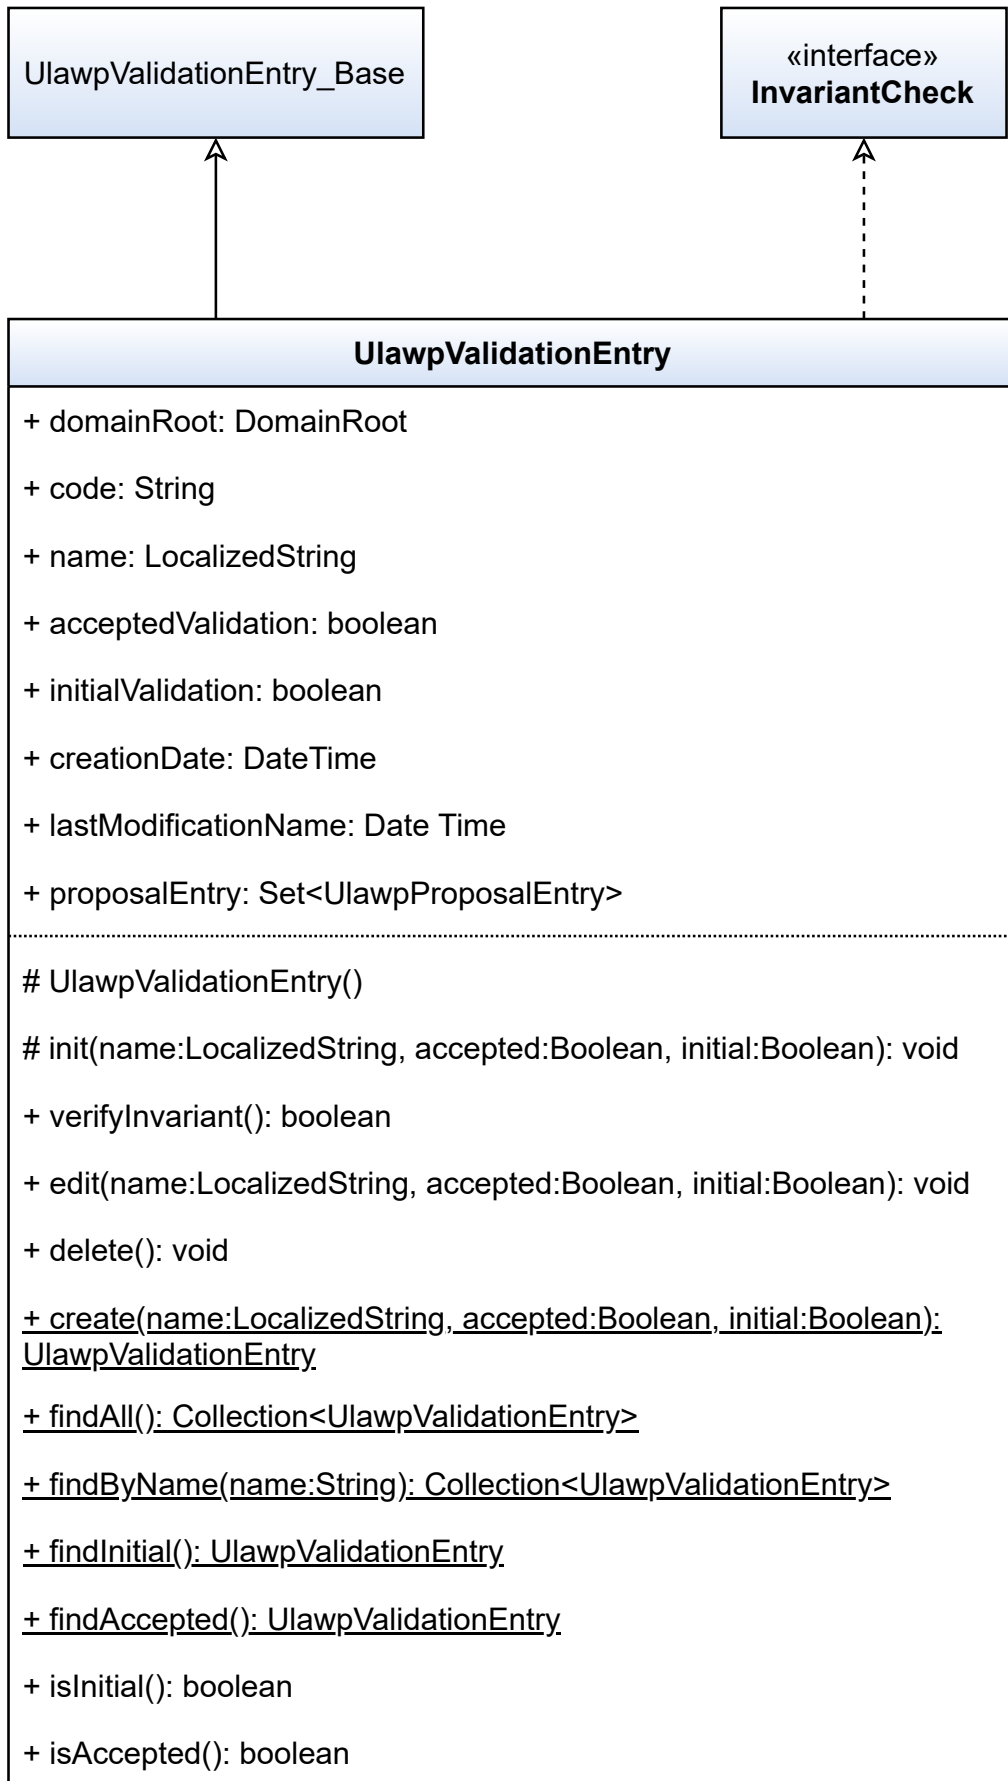 UlawpValidationEntry_Base
«interface»
InvariantCheck
UlawpValidationEntry
+ domainRoot: DomainRoot
+ code: String
+ name: LocalizedString
+ acceptedValidation: boolean
+ initialValidation: boolean
+ creationDate: DateTime
+ lastModificationName: Date Time
+ proposalEntry: Set<UlawpProposalEntry>
# UlawpValidationEntry()
# init(name:LocalizedString, accepted:Boolean, initial:Boolean): void
+ verifyInvariant(): boolean
+ edit(name:LocalizedString, accepted:Boolean, initial:Boolean): void
+ delete(): void
+ create(name:LocalizedString, accepted:Boolean, initial:Boolean):
UlawpValidationEntry
+ findAll(): Collection<UlawpValidationEntry>
+ findByName(name:String): Collection<UlawpValidationEntry>
+ findInitial(): UlawpValidationEntry
+ findAccepted(): UlawpValidationEntry
+ isInitial(): boolean
+ isAccepted(): boolean